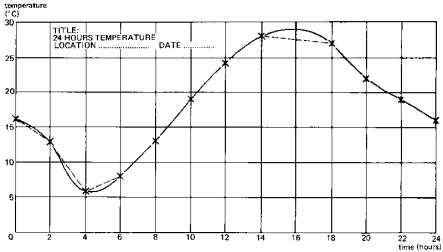 temperature
(°C)
30
TITLE:
24 HOURS TEMPERATURE
LOCATION .................. DATE ...........
25
20
15
10
5
0 2 4 6 8 10 12 14 16 18 20 22 24
time (hours)